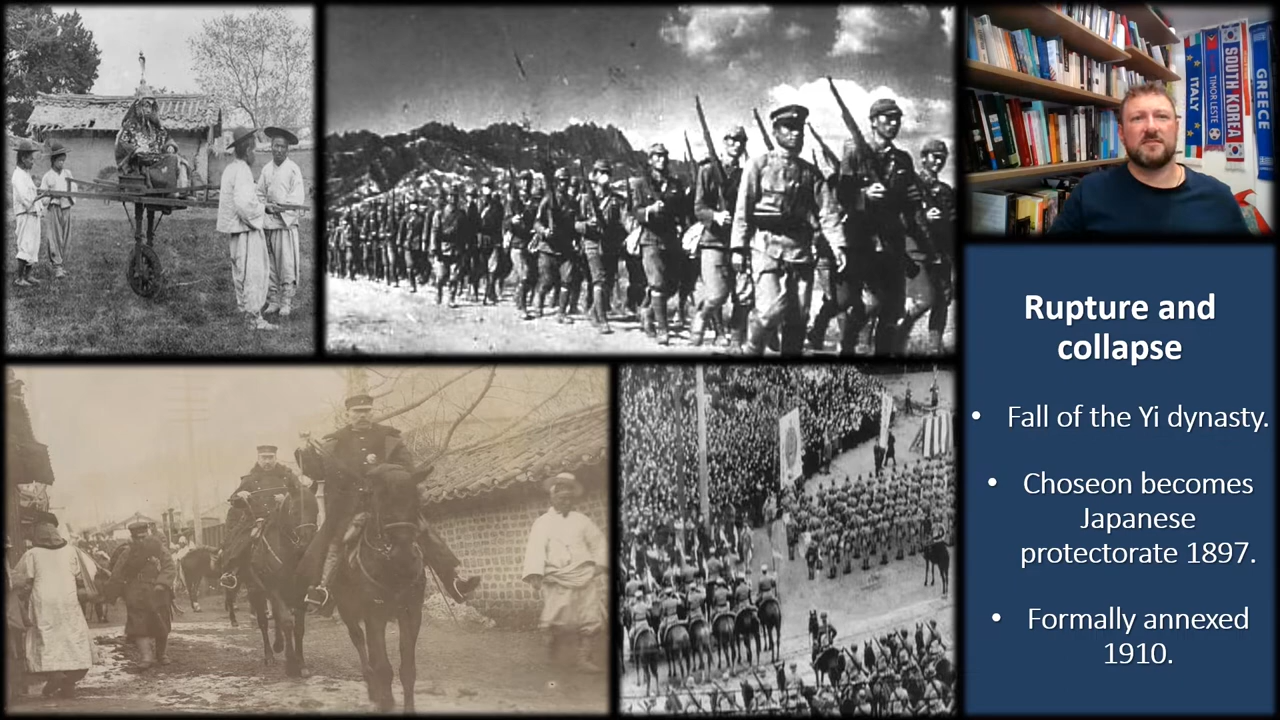 ITALY
TIMOR LESTE
SOUTH KOREA
GREECE
Rupture and
collapse
• Fall of the Yi dynasty.
• Choseon becomes
Japanese
protectorate 1897.
• Formally annexed
1910.